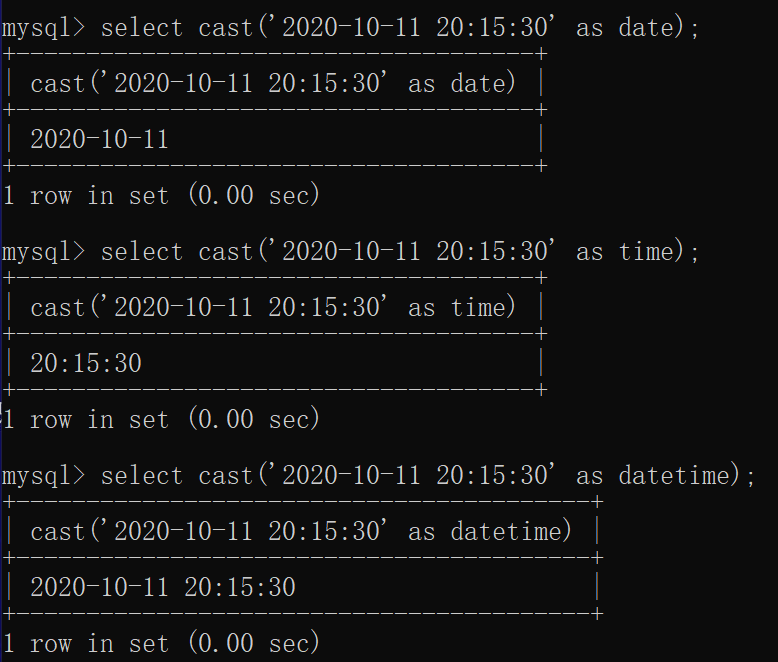 mysql> select cast('2020-10-11 20:15:30' as date);
+-------------------------------------+
| cast('2020-10-11 20:15:30' as date) |
+-------------------------------------+
| 2020-10-11                          |
+-------------------------------------+
1 row in set (0.00 sec)
mysql> select cast('2020-10-11 20:15:30' as time);
+-------------------------------------+
| cast('2020-10-11 20:15:30' as time) |
+-------------------------------------+
| 20:15:30                            |
+-------------------------------------+
1 row in set (0.00 sec)
mysql> select cast('2020-10-11 20:15:30' as datetime);
+-----------------------------------------+
| cast('2020-10-11 20:15:30' as datetime) |
+-----------------------------------------+
| 2020-10-11 20:15:30                     |
+-----------------------------------------+
1 row in set (0.00 sec)